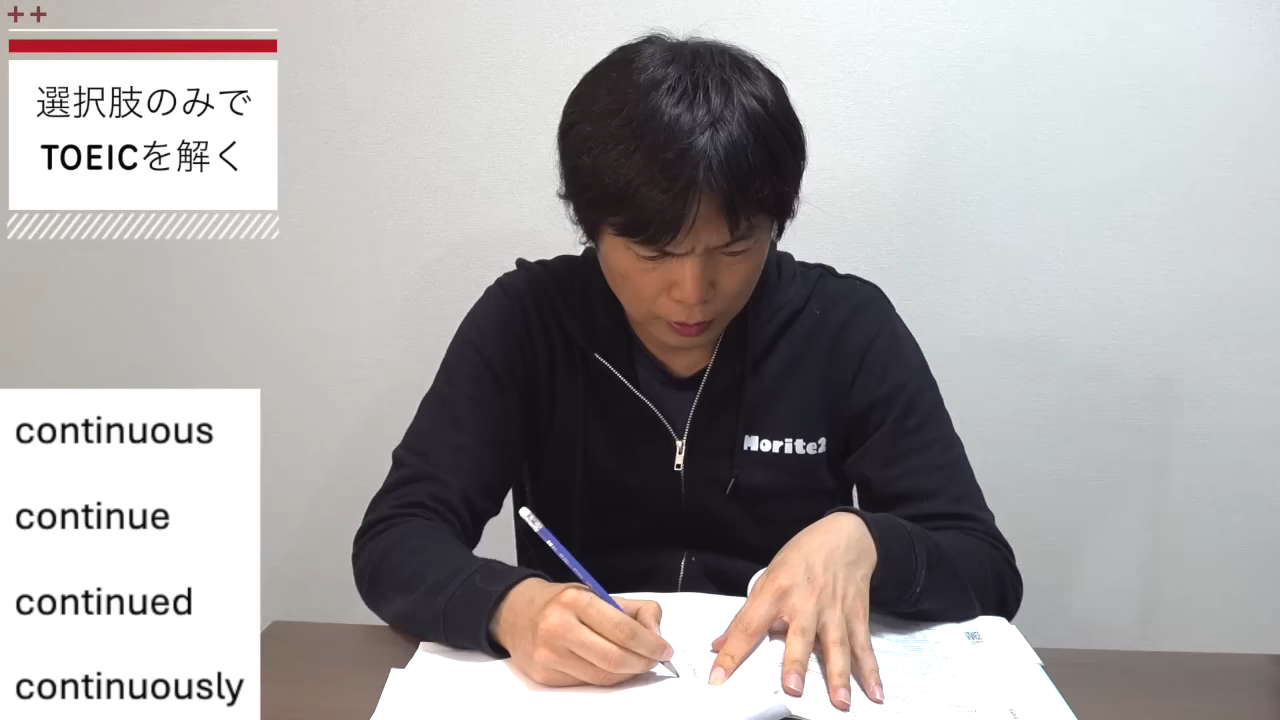 選択肢のみで
TOEICを解く
continuous
continue
continued
continuously
Morite2